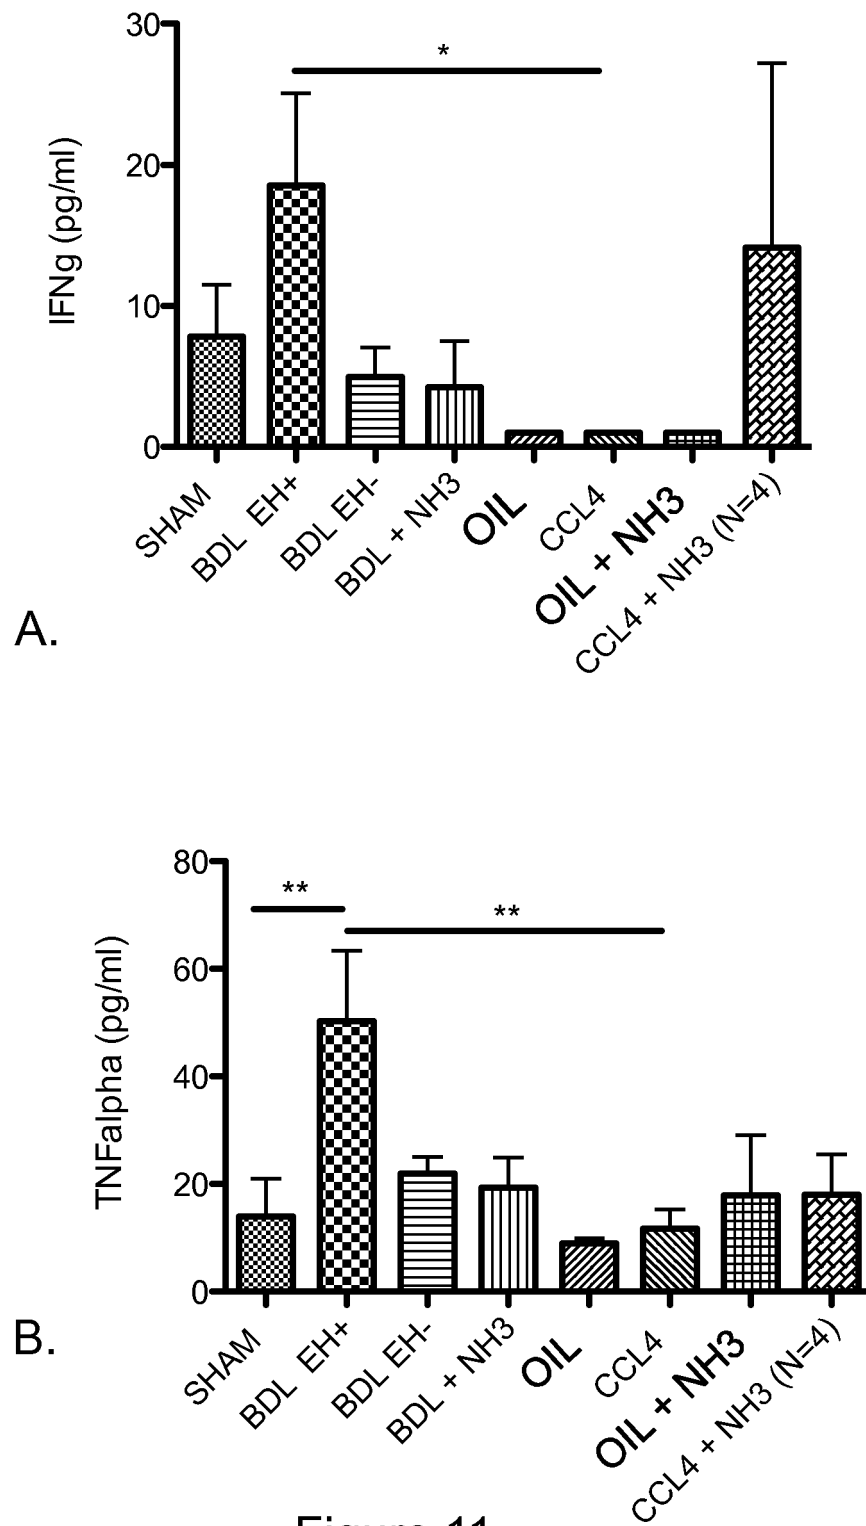 30
*
20
IFNg (pg/ml)
10
0
SHAM
BDL EH+
BDL EH-
BDL + NH3
OIL
CCL4
OIL + NH3
CCL4 + NH3 (N=4)
A.
80
**
**
60
TNFalpha (pg/ml)
40
20
0
SHAM
BDL EH+
BDL EH-
BDL + NH3
OIL
CCL4
OIL + NH3
CCL4 + NH3 (N=4)
B.
Figure 11